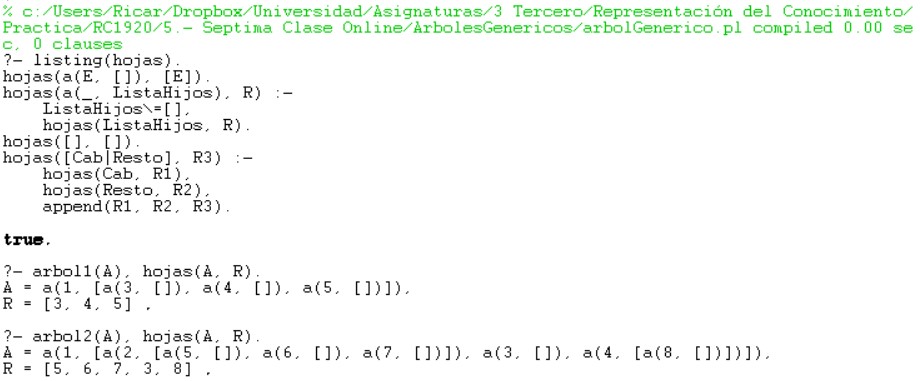 % c:/Users/Ricar/Dropbox/Universidad/Asignaturas/3 Tercero/Representación del Conocimiento/
Practica/RC1920/5.- Septima Clase Online/ArbolesGenericos/arbolGenerico.pl compiled 0.00 se
c, 0 clauses
?- listing(hojas).
hojas(a(E, []), [E]).
hojas(a(_, ListaHijos), R) :-
    ListaHijos\=[],
    hojas(ListaHijos, R).
hojas([], []).
hojas([Cab|Resto], R3) :-
    hojas(Cab, R1),
    hojas(Resto, R2),
    append(R1, R2, R3).
true.
?- arbol1(A), hojas(A, R).
A = a(1, [a(3, []), a(4, []), a(5, [])]),
R = [3, 4, 5] .
?- arbol2(A), hojas(A, R).
A = a(1, [a(2, [a(5, []), a(6, []), a(7, [])]), a(3, []), a(4, [a(8, [])])]),
R = [5, 6, 7, 3, 8] .